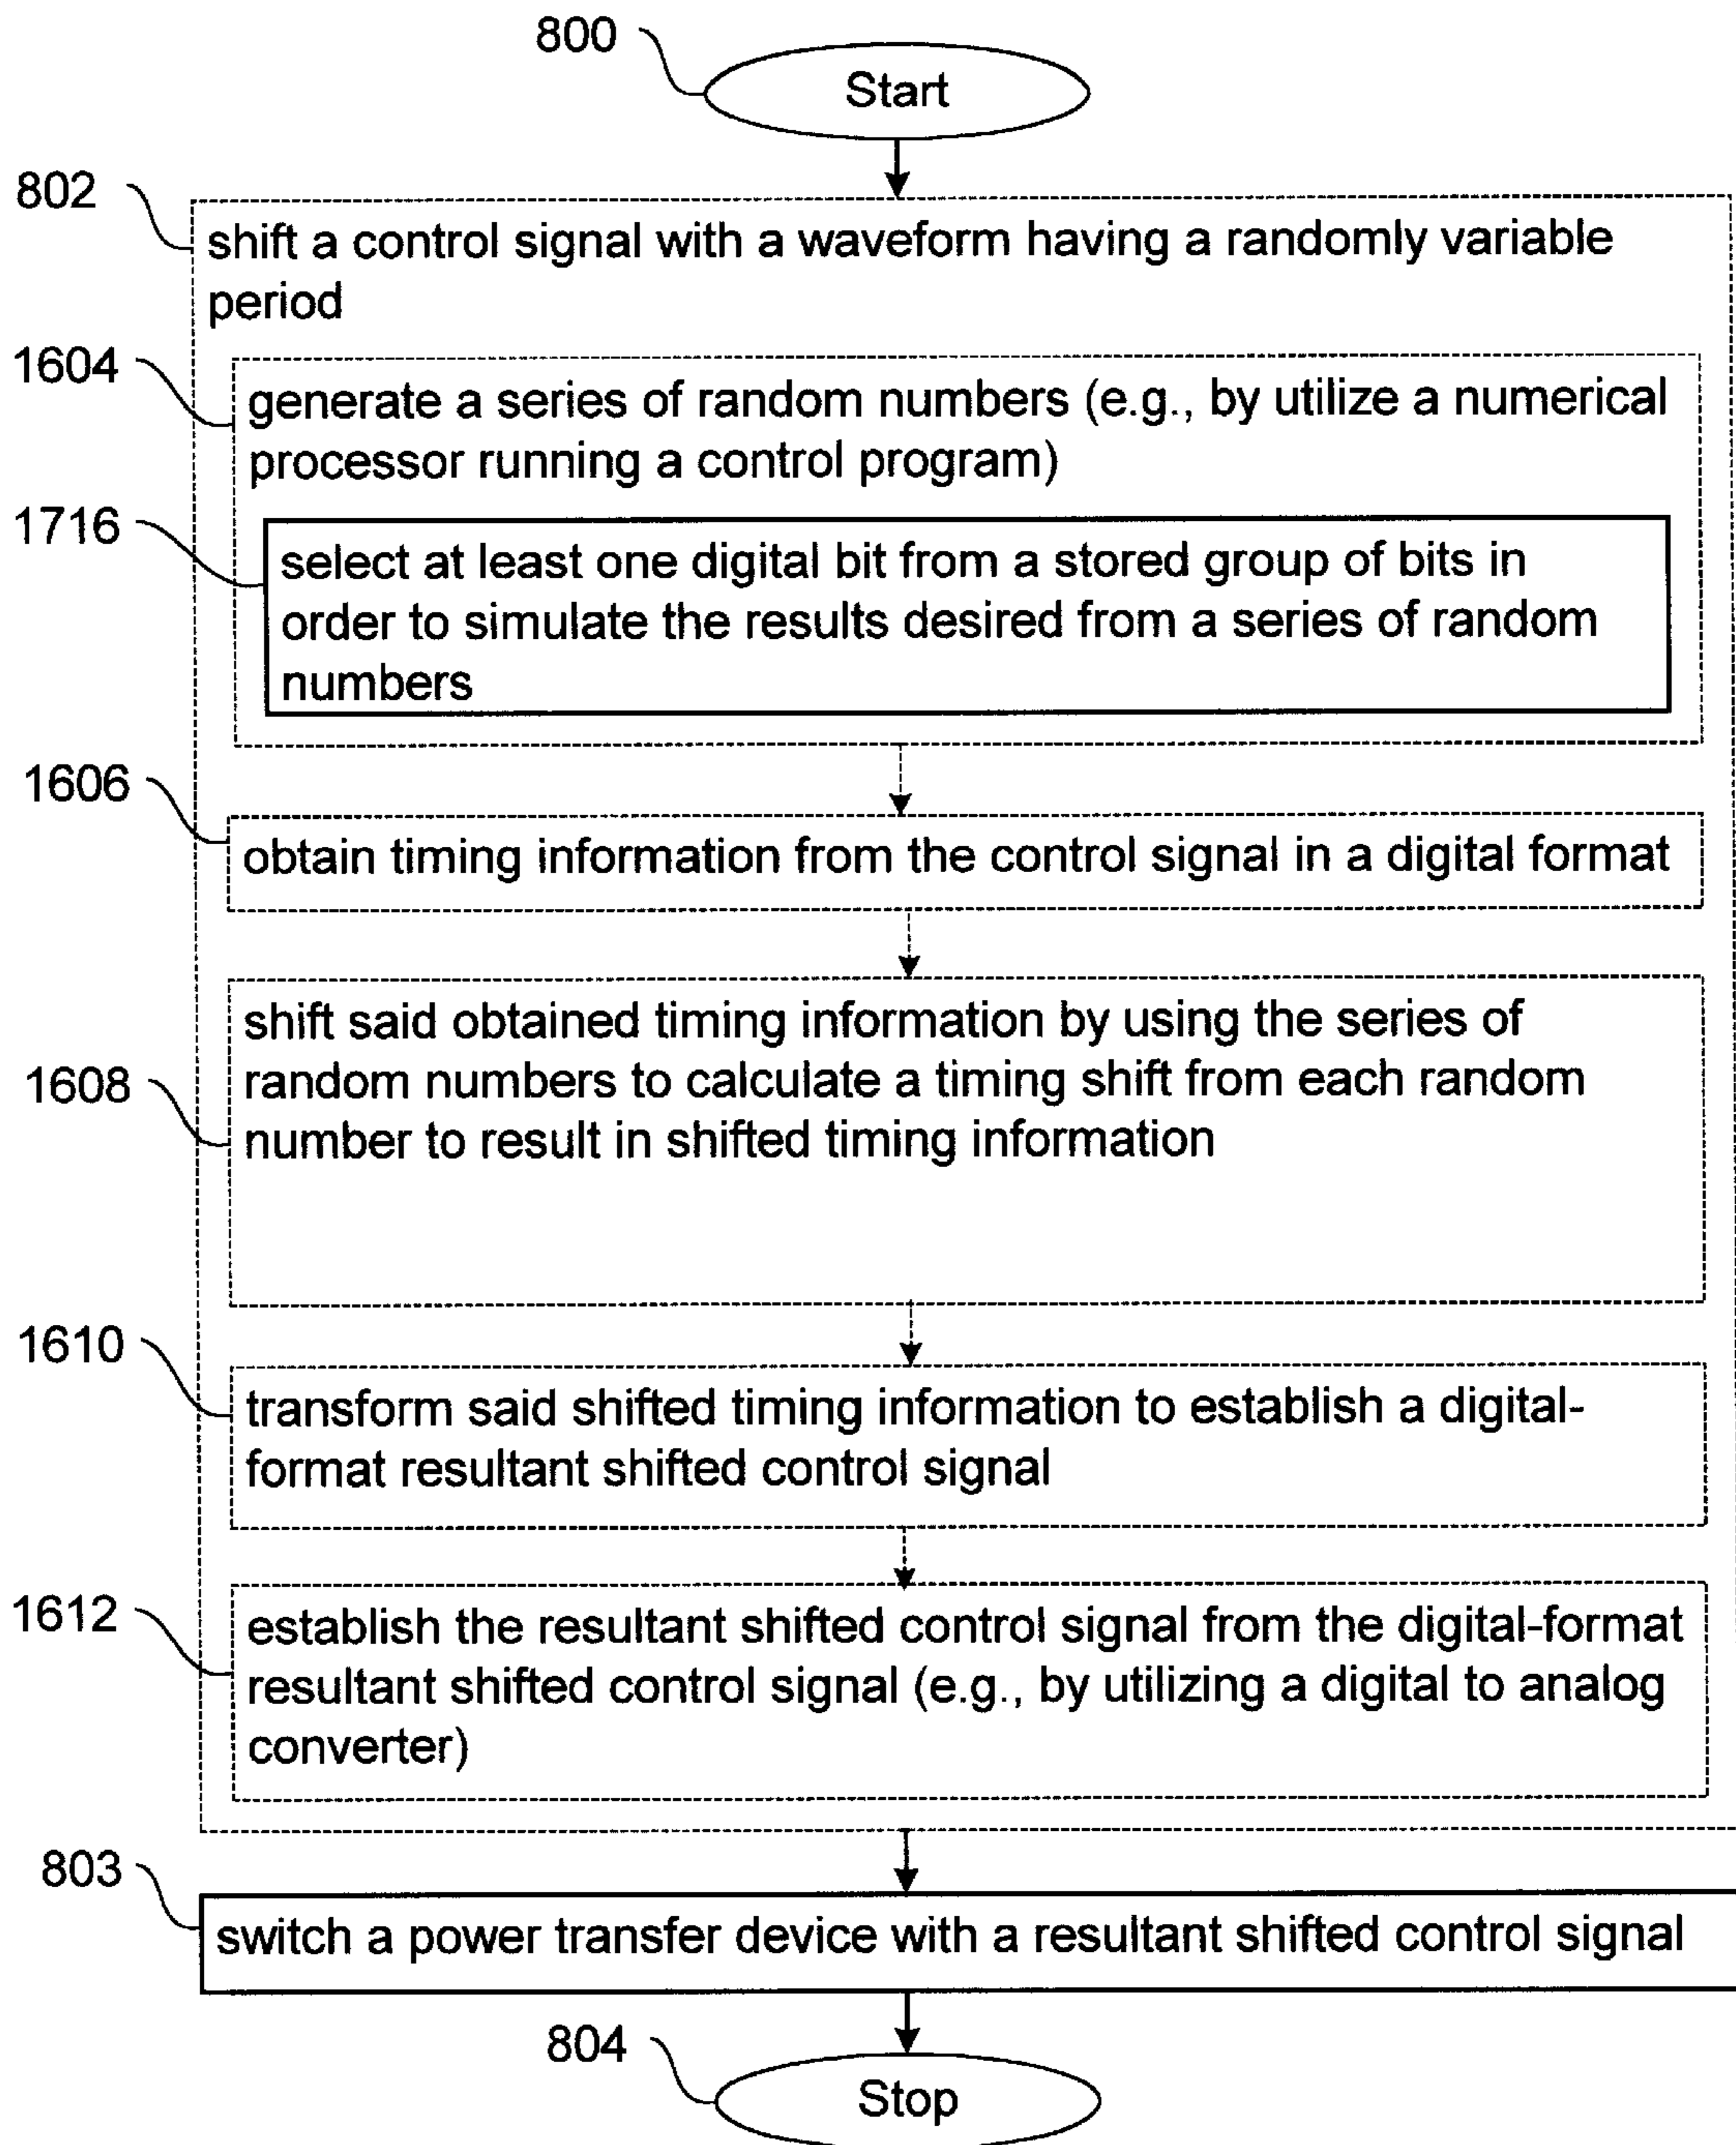 800
Start
802
shift a control signal with a waveform having a randomly variable
period
1604
generate a series of random numbers (e.g., by utilize a numerical
processor running a control program)
1716
select at least one digital bit from a stored group of bits in
order to simulate the results desired from a series of random
numbers
1606
obtain timing information from the control signal in a digital format
shift said obtained timing information by using the series of
1608
random numbers to calculate a timing shift from each random
number to result in shifted timing information
1610
transform said shifted timing information to establish a digital-
format resultant shifted control signal
1612
establish the resultant shifted control signal from the digital-format
resultant shifted control signal (e.g., by utilizing a digital to analog
converter)
803
switch a power transfer device with a resultant shifted control signal
804
Stop